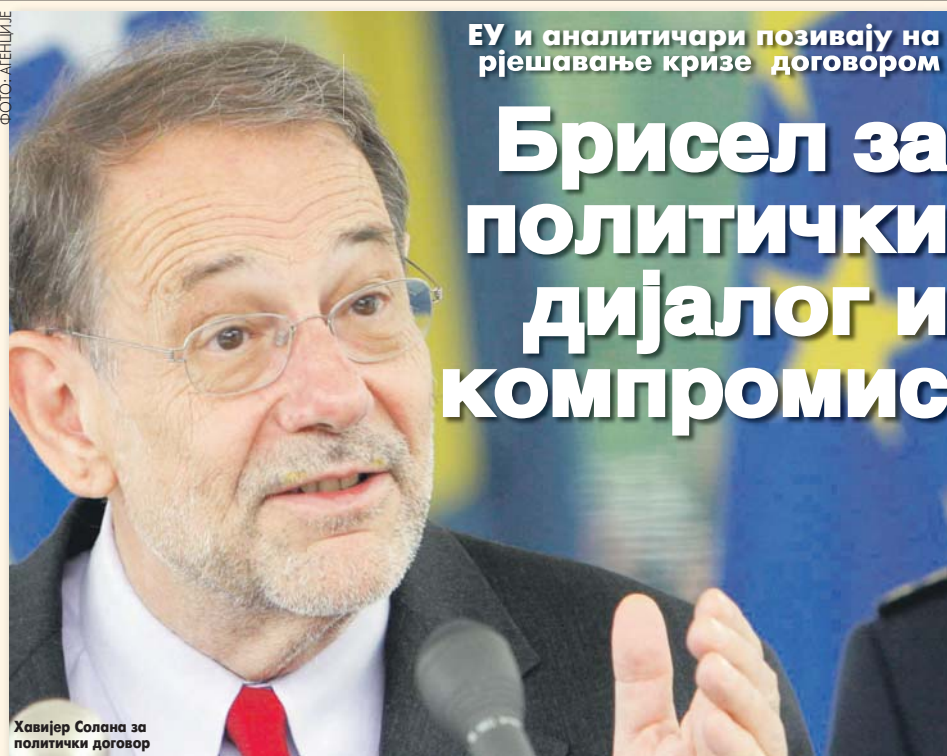 ФОТО: АГЕНЦИЈЕ
ЕУ и аналитичари позивају на
рјешавање кризе договором
Брисел за
политички
дијалог и
компромис
Хавијер Солана за
политички договор